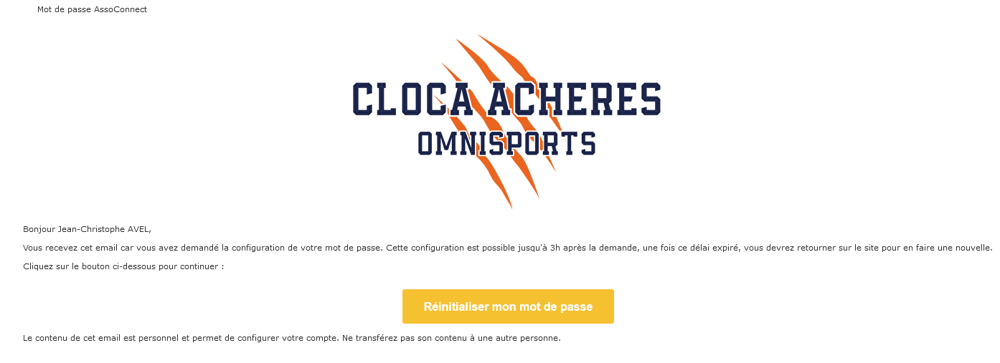 Mot de passe AssoConnect
CLOCA ACHERES
OMNISPORTS
Bonjour Jean-Christophe AVEL,
Vous recevez cet email car vous avez demandé la configuration de votre mot de passe. Cette configuration est possible jusqu'à 3h après la demande, une fois ce délai expiré, vous devrez retourner sur le site pour en faire une nouvelle.
Cliquez sur le bouton ci-dessous pour continuer :
Réinitialiser mon mot de passe
Le contenu de cet email est personnel et permet de configurer votre compte. Ne transférez pas son contenu à une autre personne.